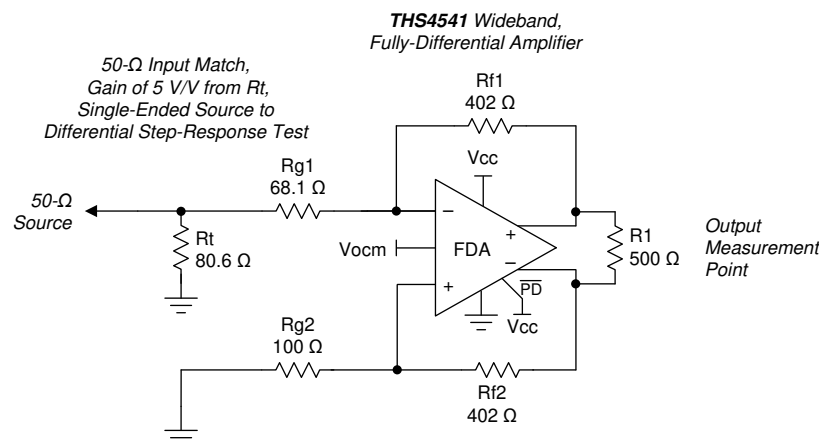 THS4541 Wideband,
Fully-Differential Amplifier
50-Ω Input Match,
Gain of 5 V/V from Rt,
Single-Ended Source to
Differential Step-Response Test
Rf1
402 Ω
Vcc
Rg1
68.1 Ω
50-Ω
Source
Rt
80.6 Ω
Vocm
−
FDA
+
+
−
PD
Vcc
R1
500 Ω
Output
Measurement
Point
Rg2
100 Ω
Rf2
402 Ω